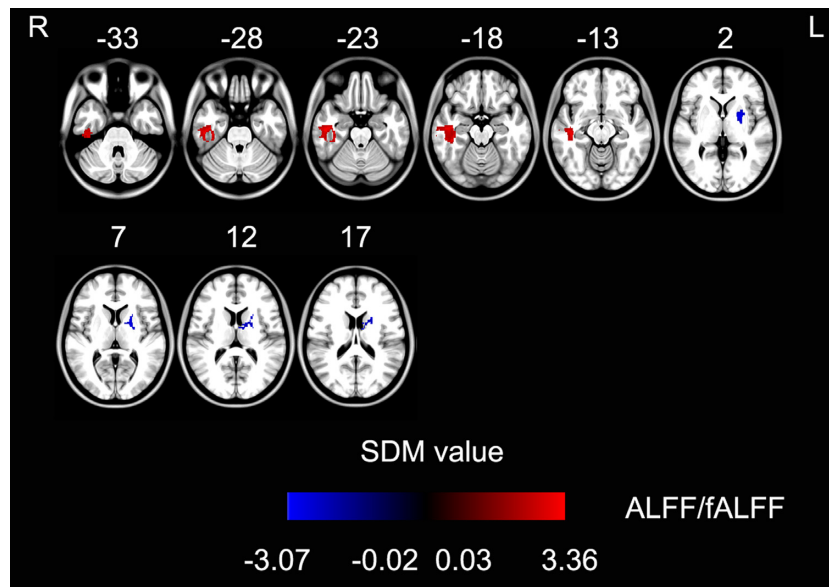 R L
-33 -28 -23 -18 -13 2
7 12 17
SDM value
ALFF/fALFF
-3.07 -0.02 0.03 3.36